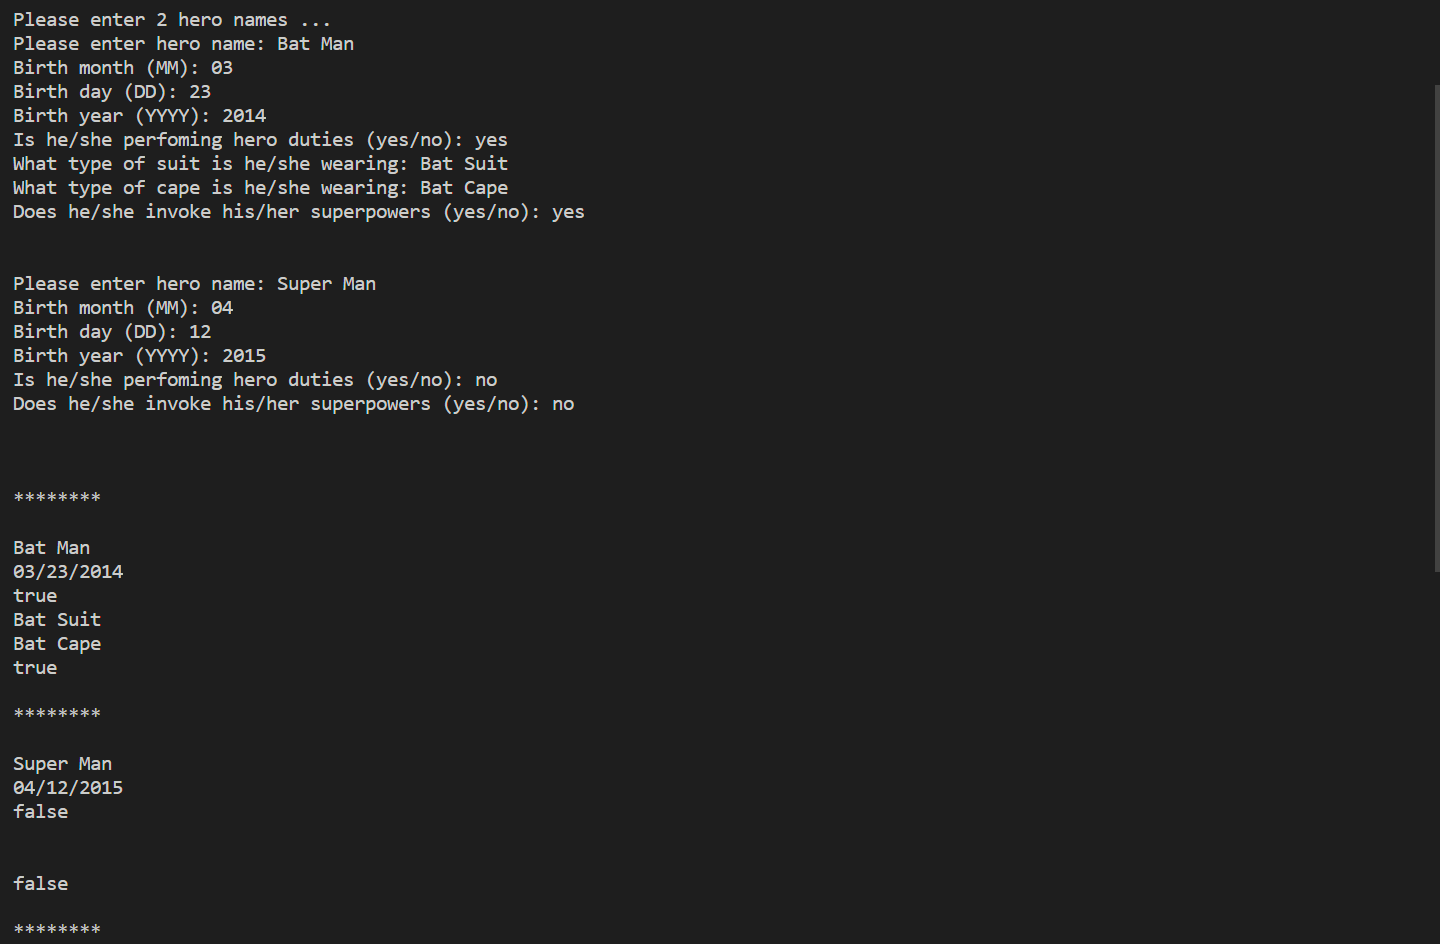 Please enter 2 hero names ...
Please enter hero name: Bat Man
Birth month (MM): 03
Birth day (DD): 23
Birth year (YYYY): 2014
Is he/she perfoming hero duties (yes/no): yes
What type of suit is he/she wearing: Bat Suit
What type of cape is he/she wearing: Bat Cape
Does he/she invoke his/her superpowers (yes/no): yes
Please enter hero name: Super Man
Birth month (MM): 04
Birth day (DD): 12
Birth year (YYYY): 2015
Is he/she perfoming hero duties (yes/no): no
Does he/she invoke his/her superpowers (yes/no): no
********
Bat Man
03/23/2014
true
Bat Suit
Bat Cape
true
********
Super Man
04/12/2015
false
false
********